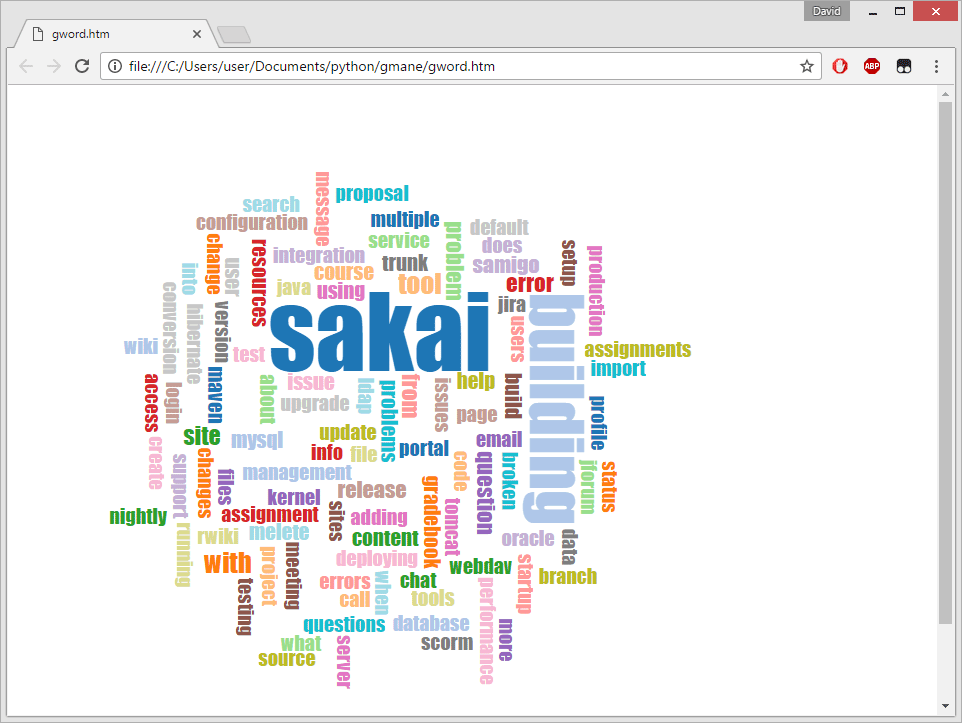 David
gword.htm
file:///C:/Users/user/Documents/python/gmane/gword.htm
ABP
message
proposal
search
configuration
multiple
problem
default
service
does
change
resources
integration
trunk
samigo
setup
production
into
user
course
tool
error
java
using
conversion
hibernate
version
sakai
jira
building
users
wiki
test
assignments
import
access
login
maven
about
issue
upgrade
ldap
problems
from
issues
help
page
build
profile
create
site
mysql
update
info
file
portal
email
support
changes
files
management
code
question
broken
jforum
status
kernel
release
gradebook
tomcat
nightly
assignment
sites
adding
running
rwiki
melete
content
oracle
data
with
project
meeting
deploying
webdav
startup
branch
testing
errors
when
chat
call
tools
performance
questions
database
more
what
server
scorm
source